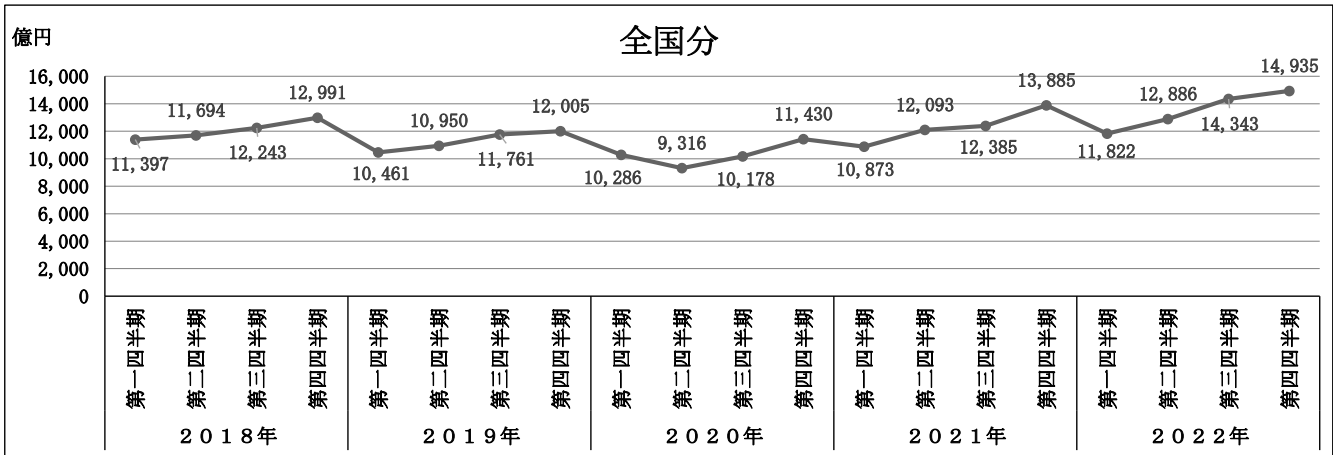 全国分
億円
16,000
14,000
12,000
10,000
8,000
6,000
4,000
2,000
0
11,397
11,694
12,243
12,991
10,461
10,950
11,761
12,005
10,286
9,316
10,178
11,430
10,873
12,093
12,385
13,885
11,822
12,886
14,343
14,935
第一四半期
第二四半期
第三四半期
第四四半期
第一四半期
第二四半期
第三四半期
第四四半期
第一四半期
第二四半期
第三四半期
第四四半期
第一四半期
第二四半期
第三四半期
第四四半期
第一四半期
第二四半期
第三四半期
第四四半期
２０１８年
２０１９年
２０２０年
２０２１年
２０２２年